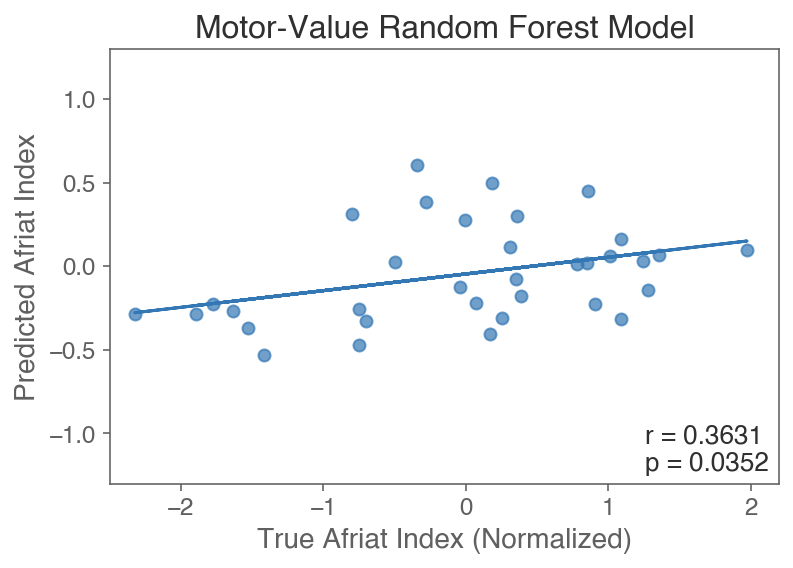 Motor-Value Random Forest Model
Predicted Afriat Index
1.0
0.5
0.0
−0.5
−1.0
r = 0.3631
p = 0.0352
−2
−1
0
1
2
True Afriat Index (Normalized)